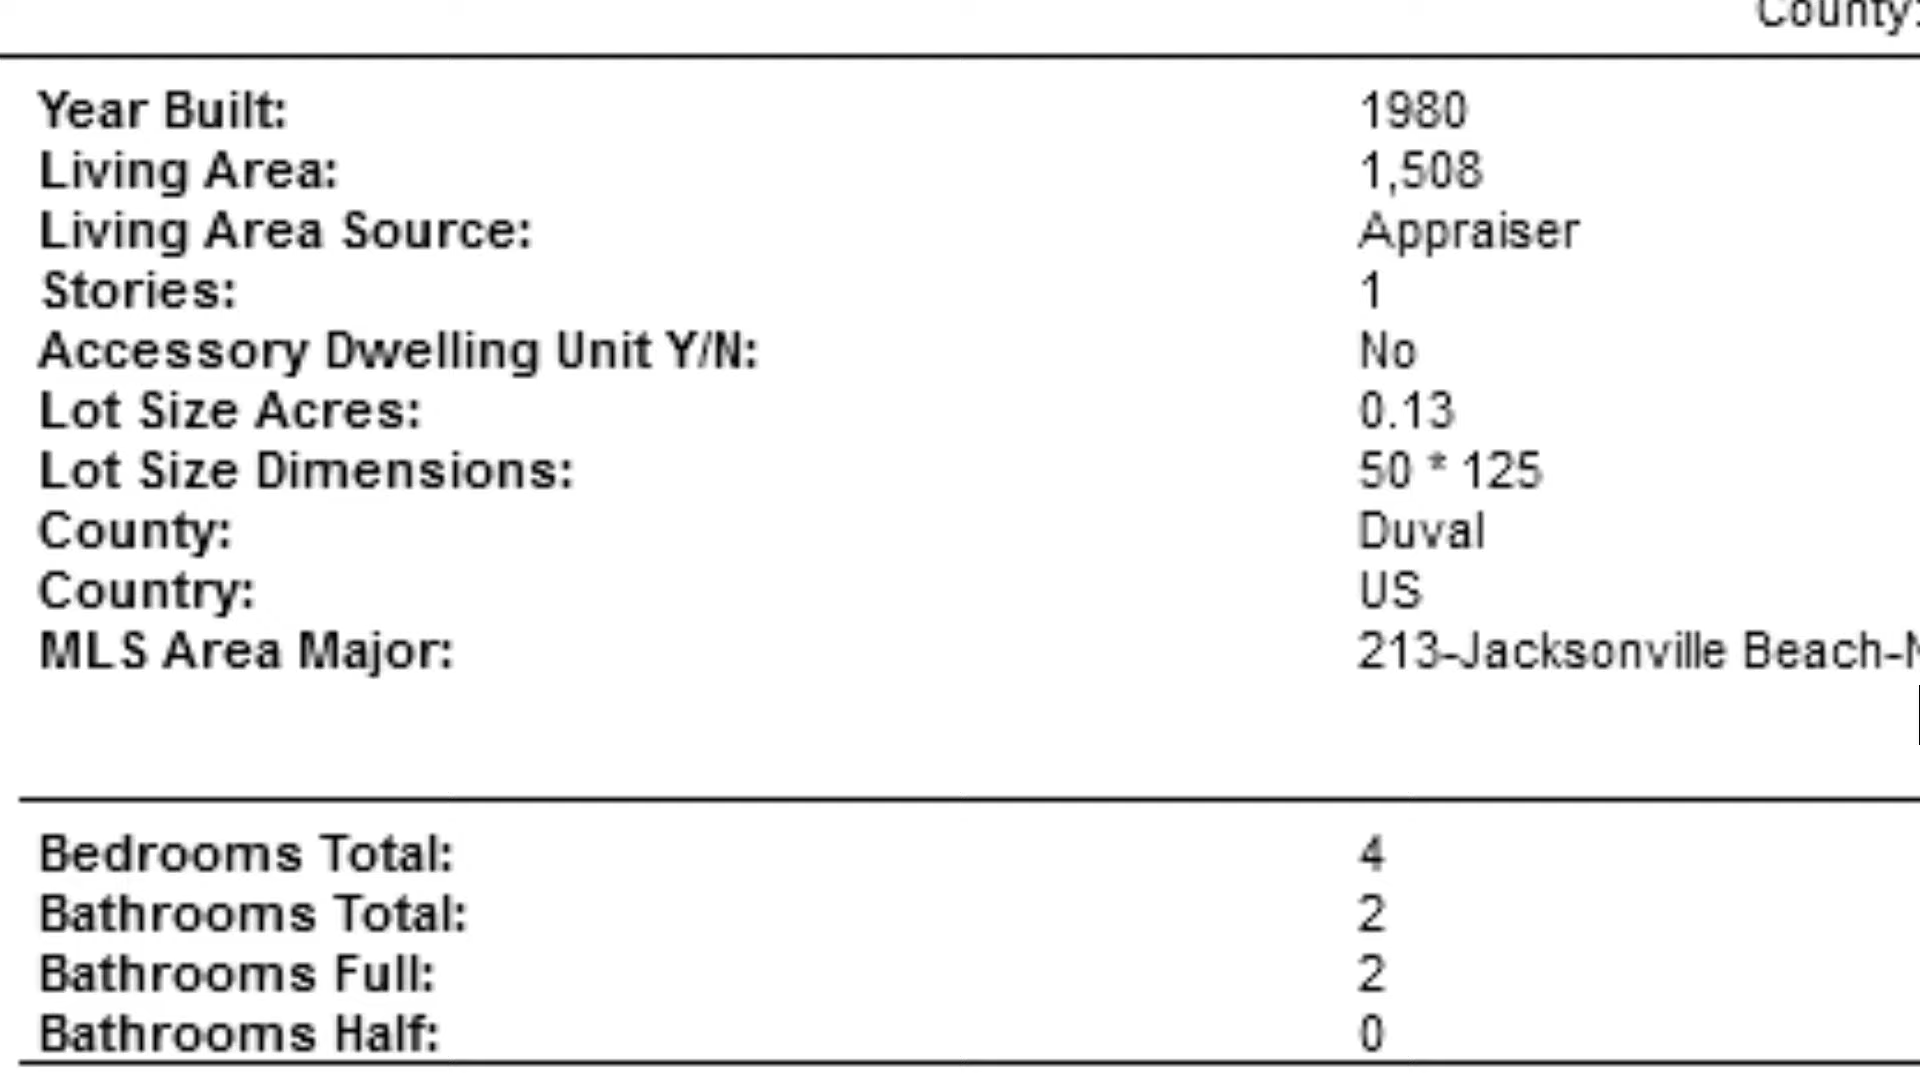 County:
Year Built: 1980
Living Area: 1,508
Living Area Source: Appraiser
Stories: 1
Accessory Dwelling Unit Y/N: No
Lot Size Acres: 0.13
Lot Size Dimensions: 50 * 125
County: Duval
Country: US
MLS Area Major: 213-Jacksonville Beach-
Bedrooms Total: 4
Bathrooms Total: 2
Bathrooms Full: 2
Bathrooms Half: 0